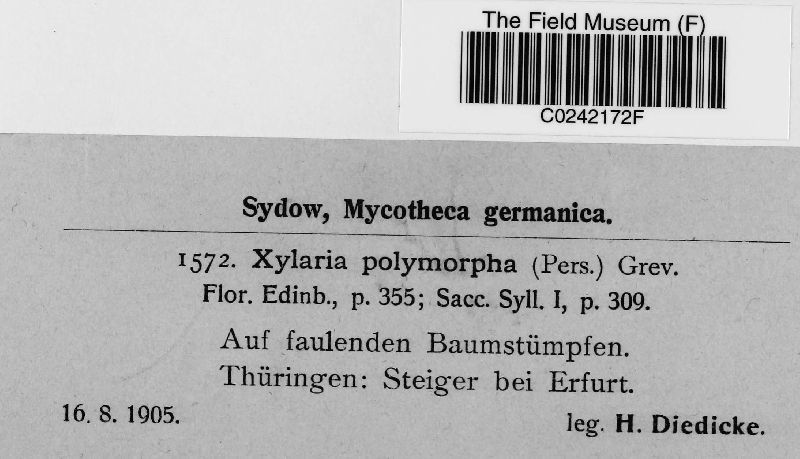 The Field Museum (F)
C0242172F
Sydow, Mycotheca germanica.
1572. Xylaria polymorpha (Pers.) Grev.
Flor. Edinb., p. 355; Sacc. Syll. I, p. 309.
Auf faulenden Baumstümpfen.
Thüringen: Steiger bei Erfurt.
16. 8. 1905. leg. H. Diedicke.